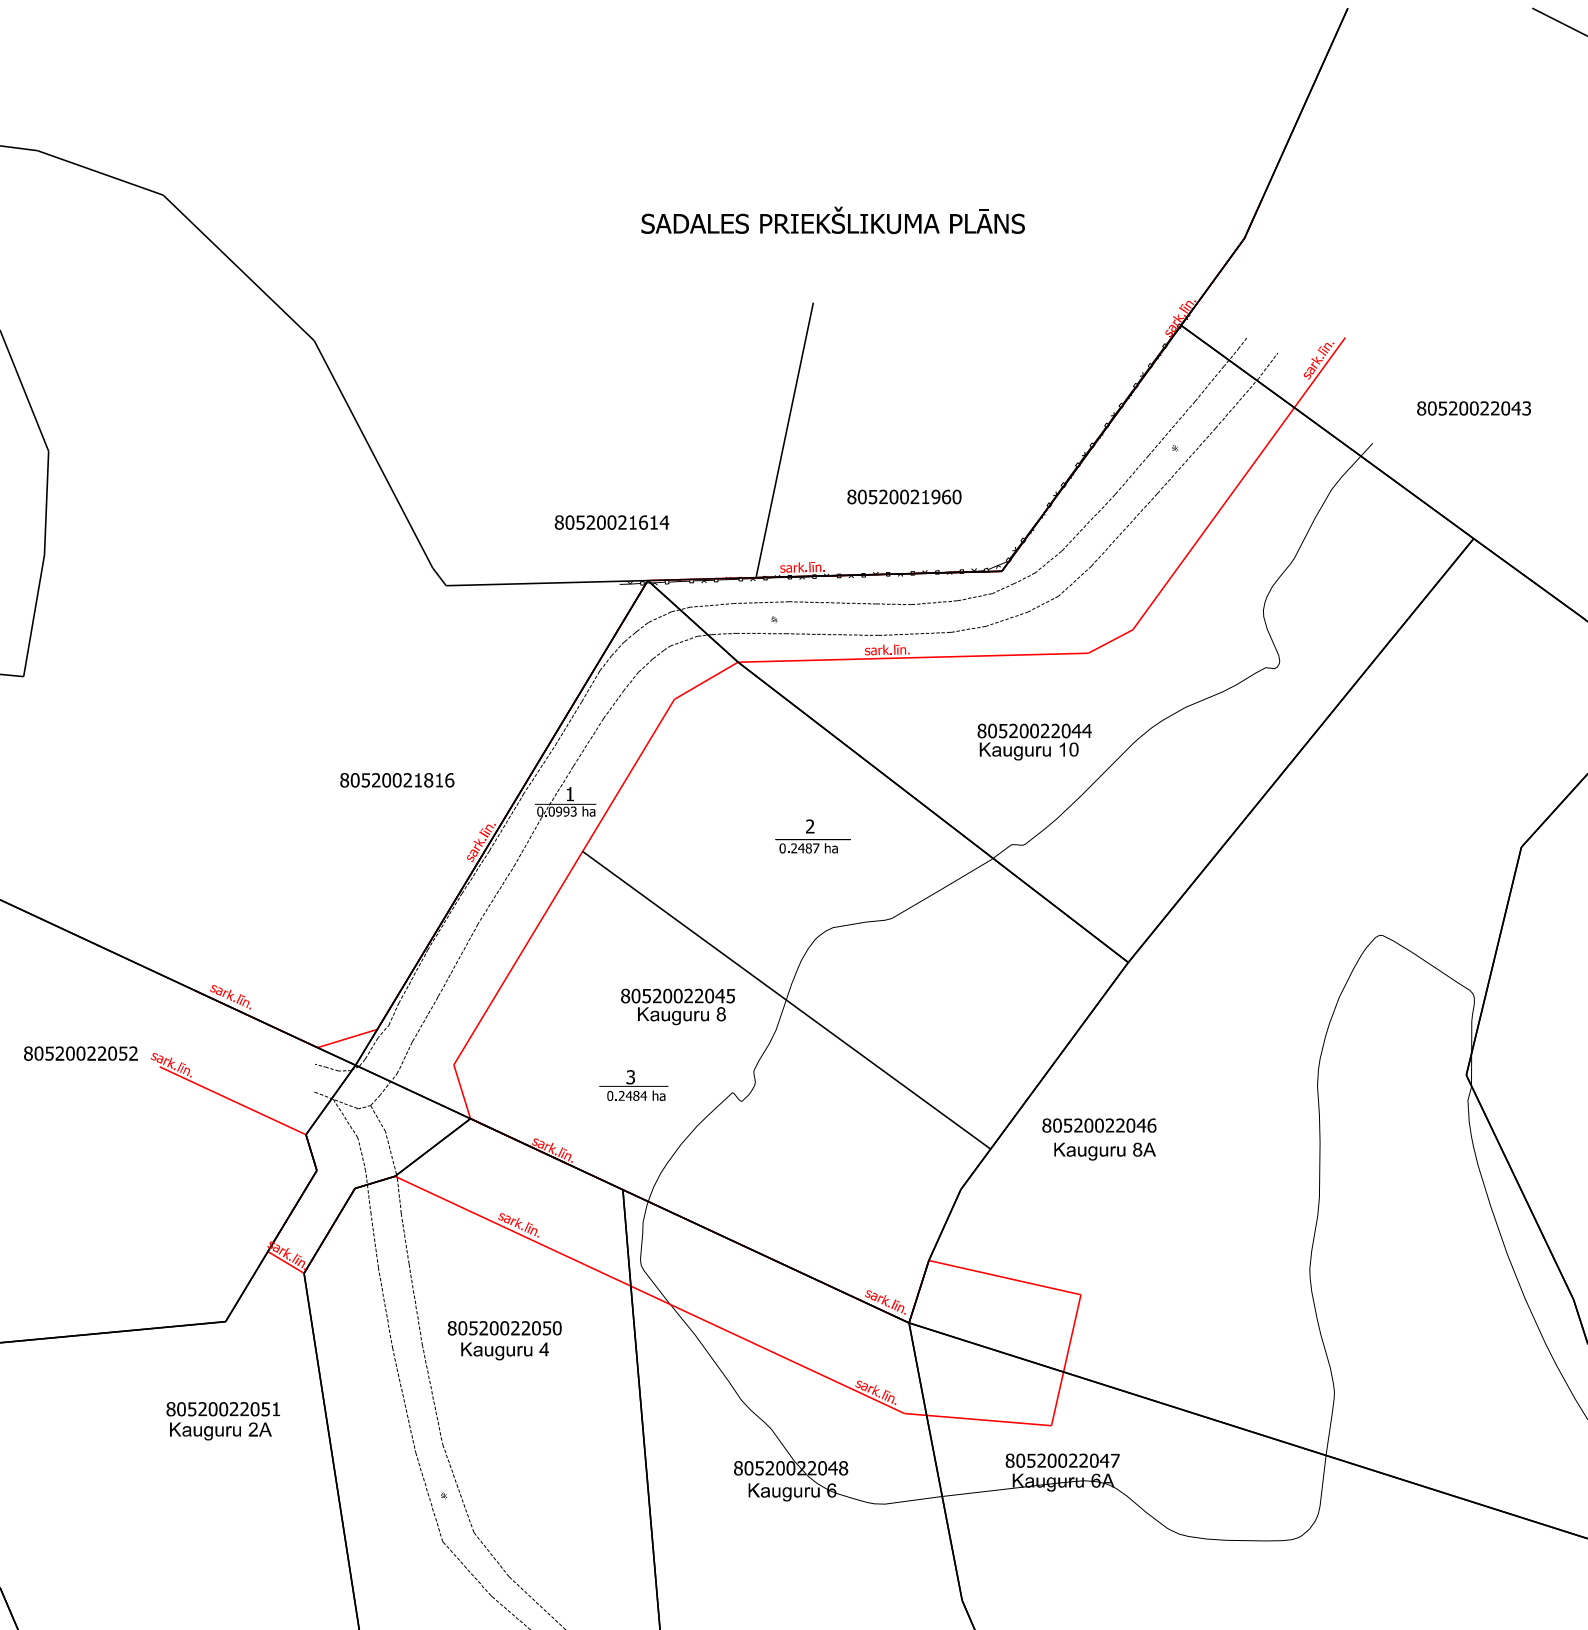 SADALES PRIEKŠLIKUMA PLĀNS
sark.līn.
sark.līn.
80520022043
80520021960
80520021614
sark.līn.
sark.līn.
80520022044
Kauguru 10
80520021816
1
0.0993 ha
2
0.2487 ha
sark.līn.
sark.līn.
80520022045
Kauguru 8
80520022052
sark.līn.
3
0.2484 ha
80520022046
Kauguru 8A
sark.līn.
sark.līn.
sark.līn.
sark.līn.
80520022050
Kauguru 4
sark.līn.
80520022051
Kauguru 2A
80520022048
Kauguru 6
80520022047
Kauguru 6A